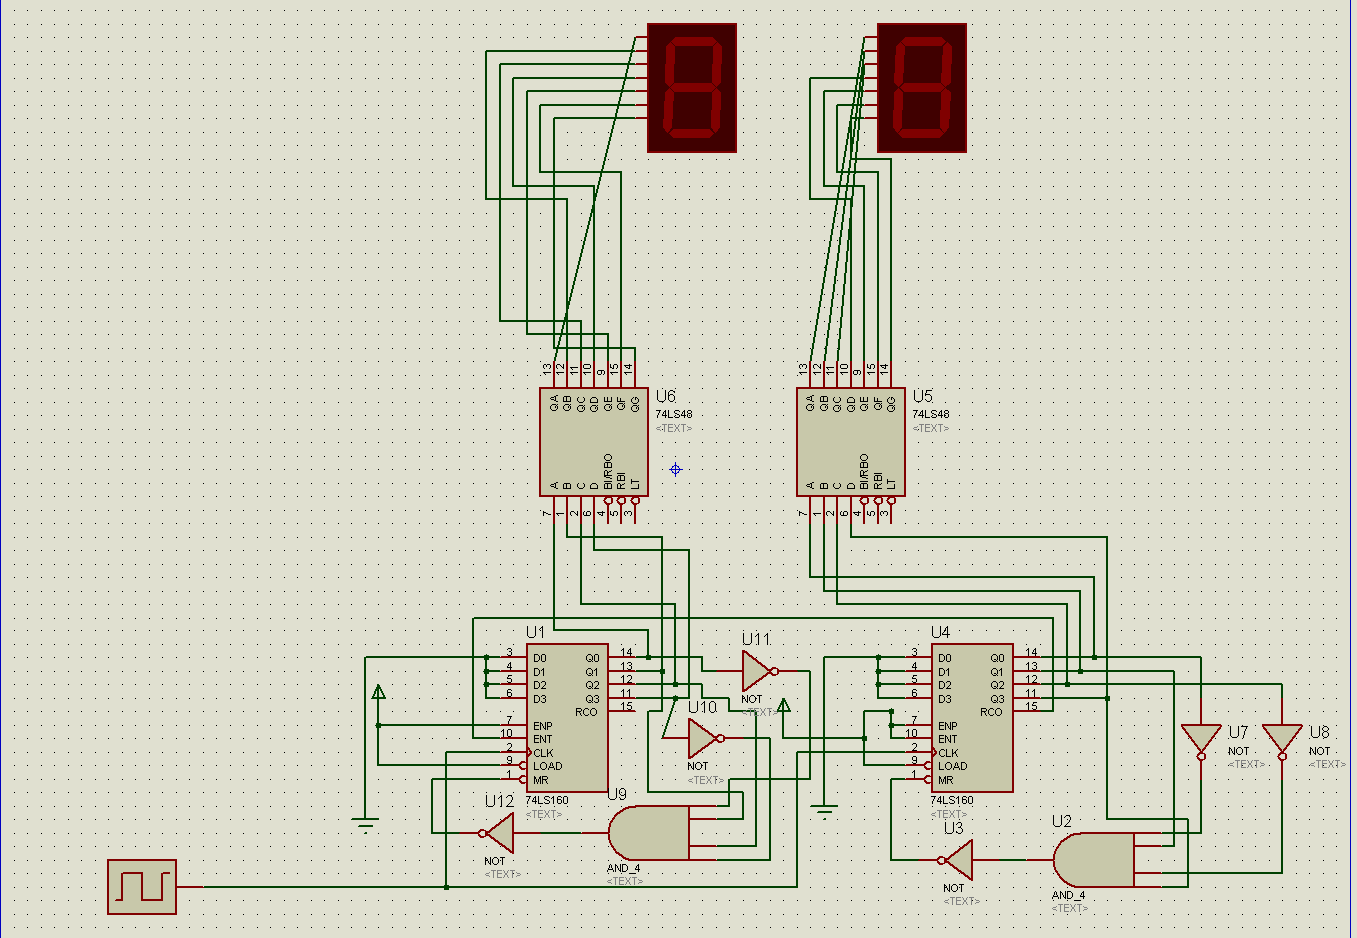 13 12 11 10 9 15 14
QA QB QC QD QE QF QG
U6
74LS48
<TEXT>
A B C D BI/RBO RBI LT
7 1 2 6 4 5 3
13 12 11 10 9 15 14
QA QB QC QD QE QF QG
U5
74LS48
<TEXT>
A B C D BI/RBO RBI LT
7 1 2 6 4 5 3
U1
3 D0 Q0 14
4 D1 Q1 13
5 D2 Q2 12
6 D3 Q3 11
RCO 15
7 ENP
10 ENT
2 CLK
9 LOAD
1 MR
74LS160
<TEXT>
U11
NOT
<TEXT>
U10
NOT
<TEXT>
U4
3 D0 Q0 14
4 D1 Q1 13
5 D2 Q2 12
6 D3 Q3 11
RCO 15
7 ENP
10 ENT
2 CLK
9 LOAD
1 MR
74LS160
<TEXT>
U7
NOT
<TEXT>
U8
NOT
<TEXT>
U12
NOT
<TEXT>
U9
AND_4
<TEXT>
U3
NOT
<TEXT>
U2
AND_4
<TEXT>